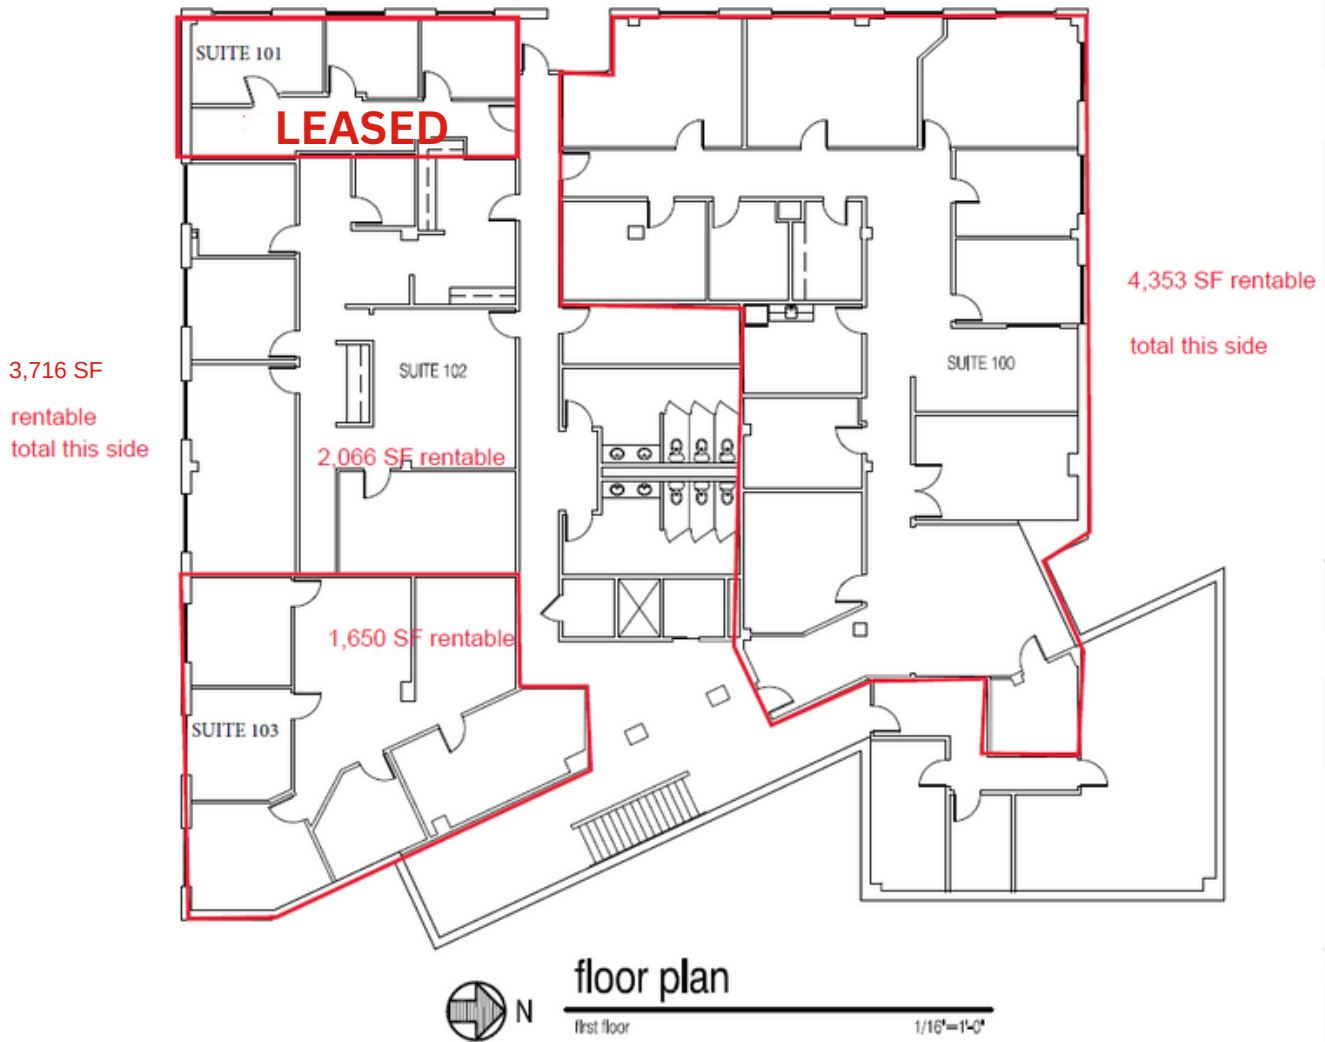 SUITE 101
LEASED
4,353 SF rentable
total this side
3,716 SF
rentable
total this side
SUITE 102
SUITE 100
2,066 SF rentable
1,650 SF rentable
SUITE 103
floor plan
N
first floor
1/16"=1'-0"